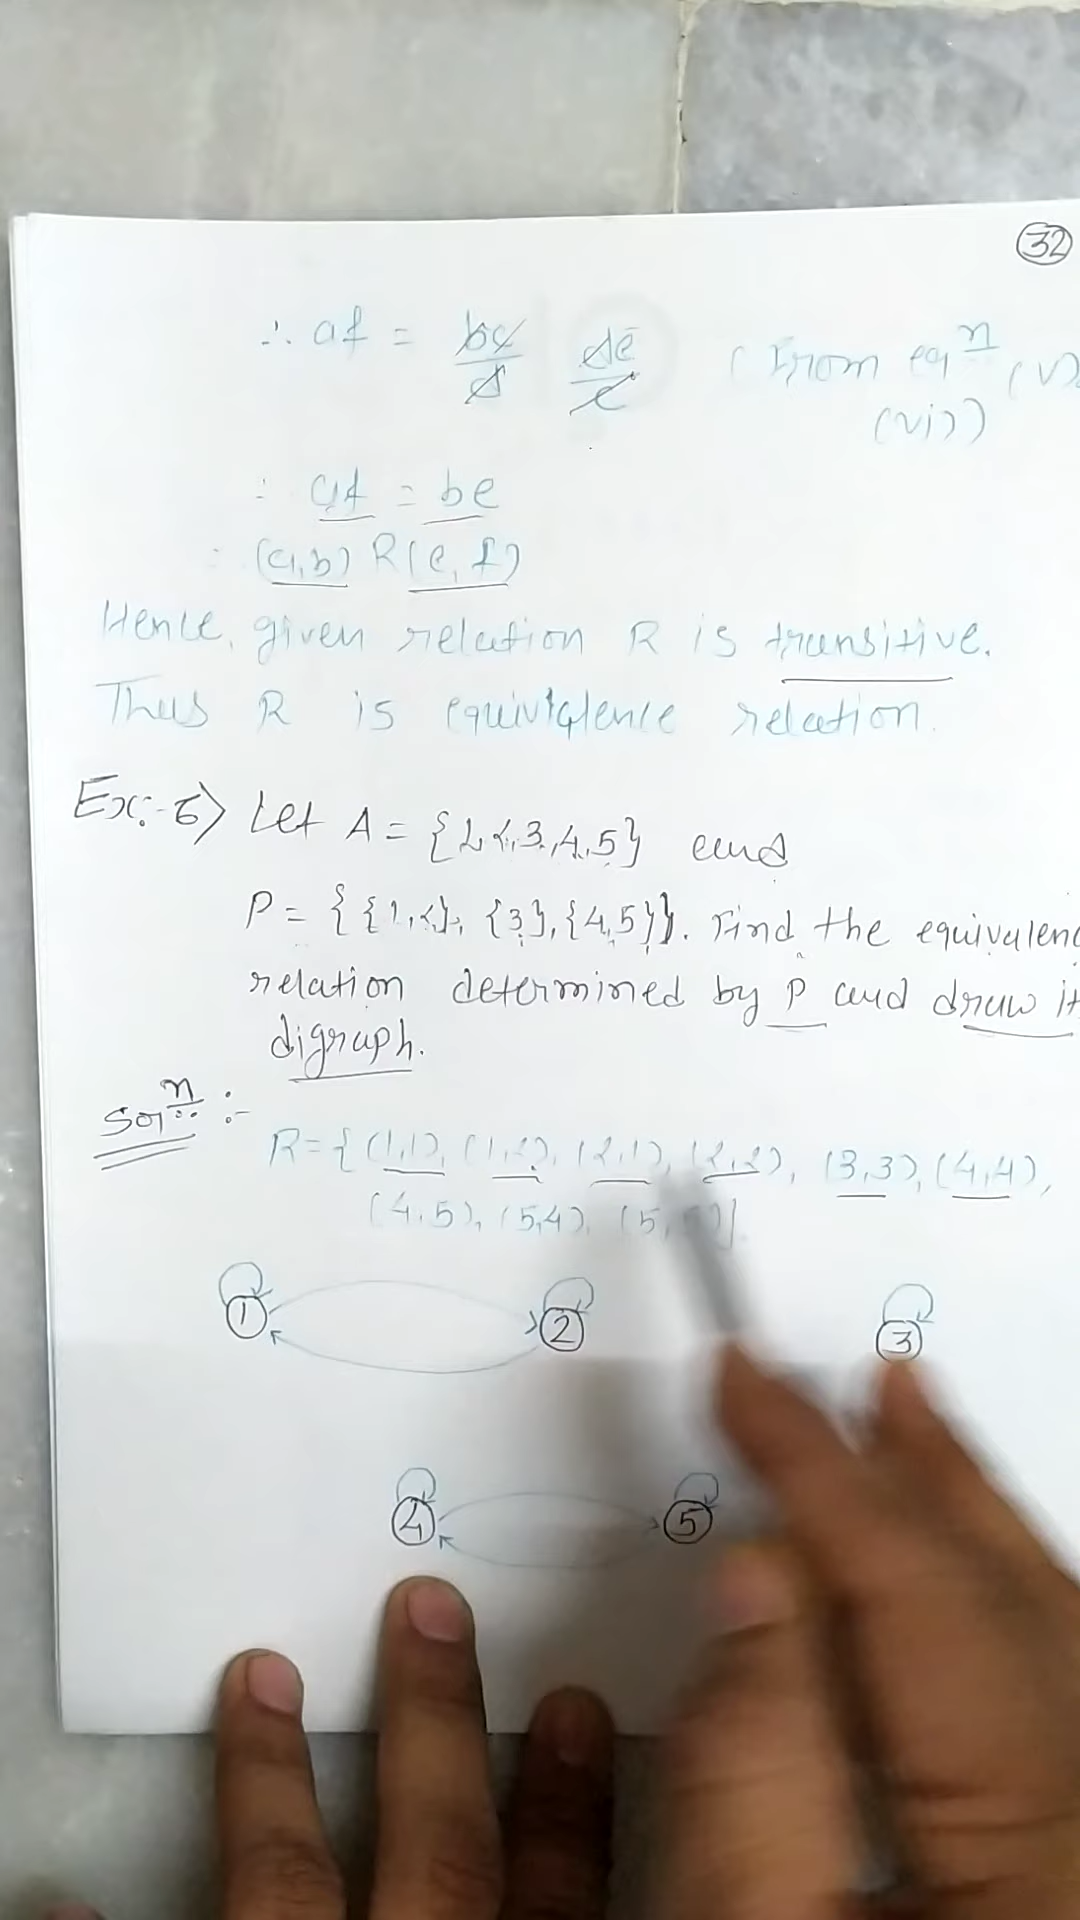 32
∴ af = bc/d de/c (From eqn (v)
(vi))
∴ af = be
∴ (a,b) R(e,f)
Hence, given relation R is transitive.
Thus R is equivalence relation.
Ex:-6> Let A = {1,2,3,4,5} and
P = {{1,2}, {3},{4,5}}. Find the equivalenc
relation determined by P and draw it
digraph.
Soln :-
R={(1,1), (1,2), (2,1), (2,2), (3,3), (4,4),
(4,5), (5,4), (5,
1 2 3
4 5